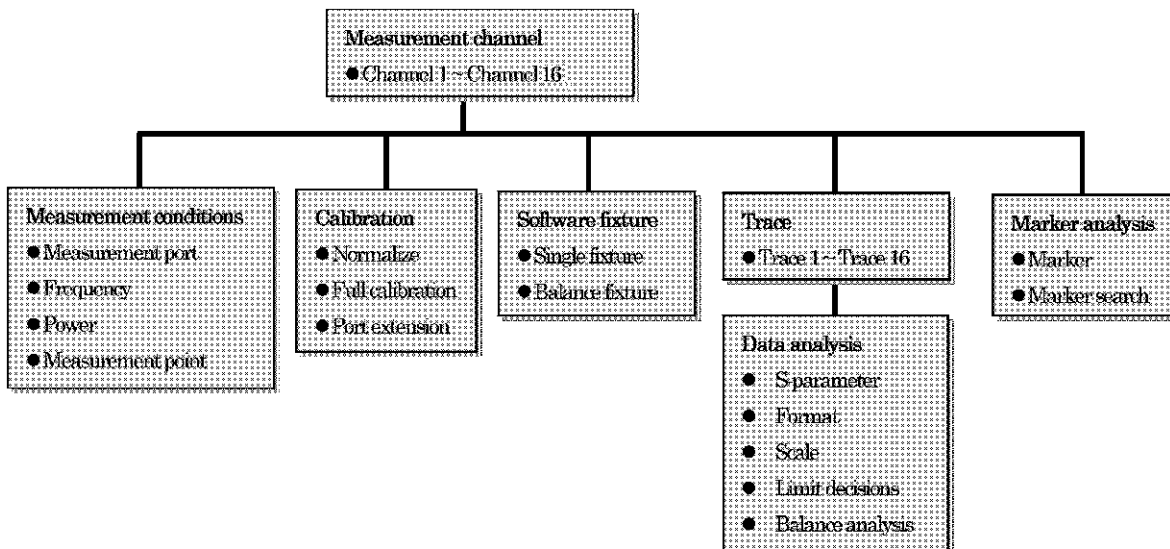 Measurement channel
● Channel 1 ~ Channel 16
Measurement conditions
● Measurement port
● Frequency
● Power
● Measurement point
Calibration
● Normalize
● Full calibration
● Port extension
Software fixture
● Single fixture
● Balance fixture
Trace
● Trace 1 ~ Trace 16
Data analysis
● S-parameter
● Format
● Scale
● Limit decisions
● Balance analysis
Marker analysis
● Marker
● Marker search